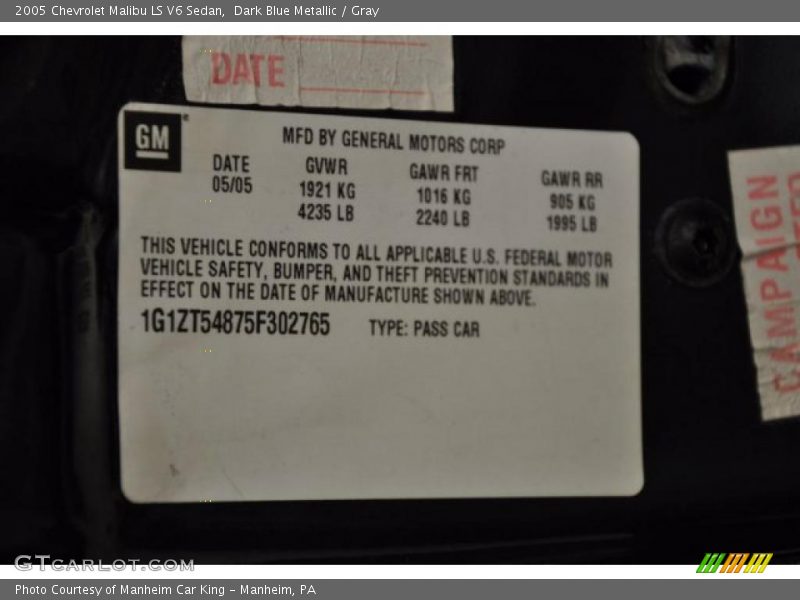 2005 Chevrolet Malibu LS V6 Sedan, Dark Blue Metallic / Gray
DATE
GM
MFD BY GENERAL MOTORS CORP
DATE GVWR GAWR FRT GAWR RR
05/05 1921 KG 1016 KG 905 KG
4235 LB 2240 LB 1995 LB
THIS VEHICLE CONFORMS TO ALL APPLICABLE U.S. FEDERAL MOTOR
VEHICLE SAFETY, BUMPER, AND THEFT PREVENTION STANDARDS IN
EFFECT ON THE DATE OF MANUFACTURE SHOWN ABOVE.
1G1ZT54875F302765 TYPE: PASS CAR
CAMPAIGN
GTCARLOT.COM
Photo Courtesy of Manheim Car King - Manheim, PA